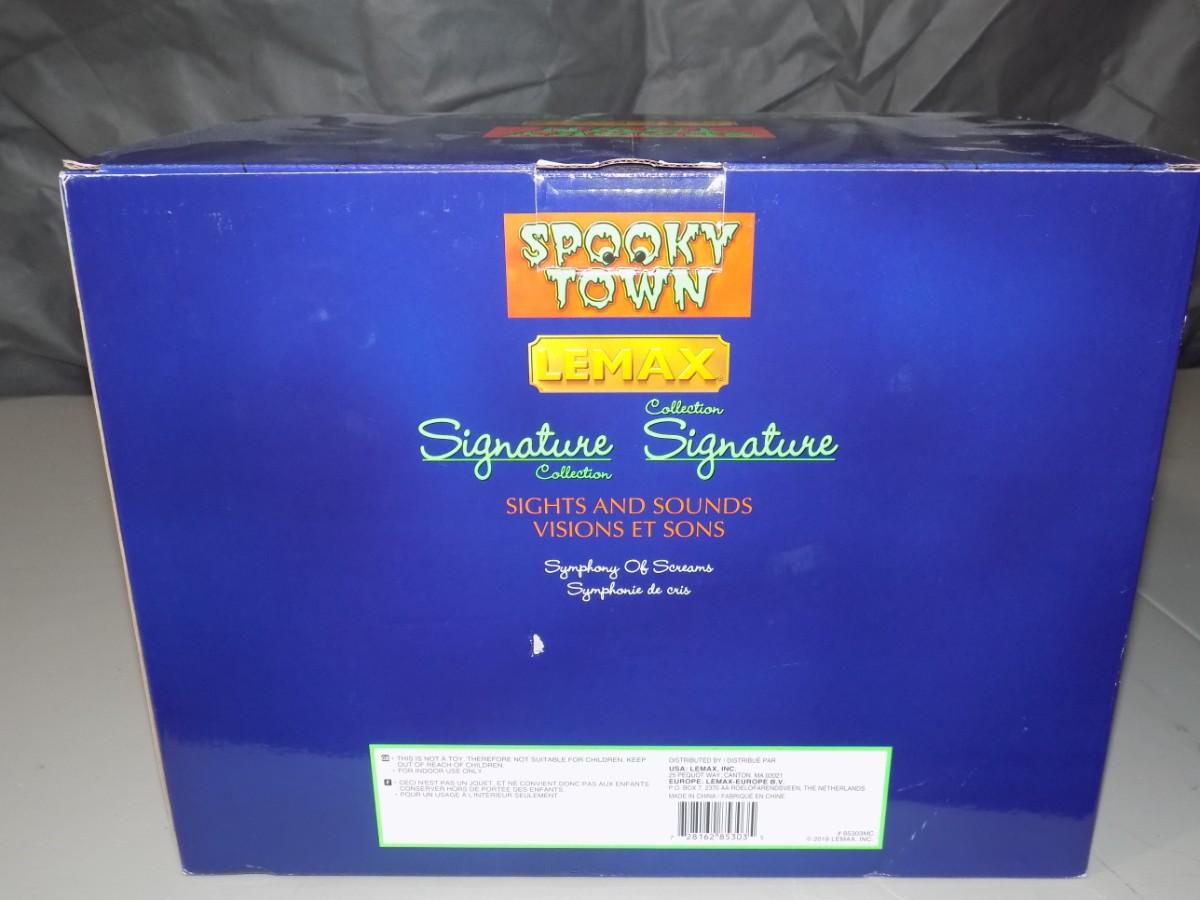 SPOOKY
TOWN
LEMAX
Signature
Collection
Collection
Signature
SIGHTS AND SOUNDS
VISIONS ET SONS
Symphony Of Screams
Symphonie de cris
GB - THIS IS NOT A TOY. THEREFORE NOT SUITABLE FOR CHILDREN. KEEP
OUT OF REACH OF CHILDREN.
- FOR INDOOR USE ONLY.
F - CECI N'EST PAS UN JOUET, ET NE CONVIENT DONC PAS AUX ENFANTS.
CONSERVER HORS DE PORTÉE DES ENFANTS.
- POUR UN USAGE À L'INTÉRIEUR SEULEMENT.
DISTRIBUTED BY / DISTRIBUÉ PAR
USA: LEMAX, INC.
25 PEQUOT WAY, CANTON, MA 02021
EUROPE: LEMAX-EUROPE B.V.
P.O. BOX 7, 2370 AA ROELOFARENDSVEEN, THE NETHERLANDS
MADE IN CHINA / FABRIQUÉ EN CHINE
7 28162 85303 1
# 85303MC
© 2018 LEMAX, INC.